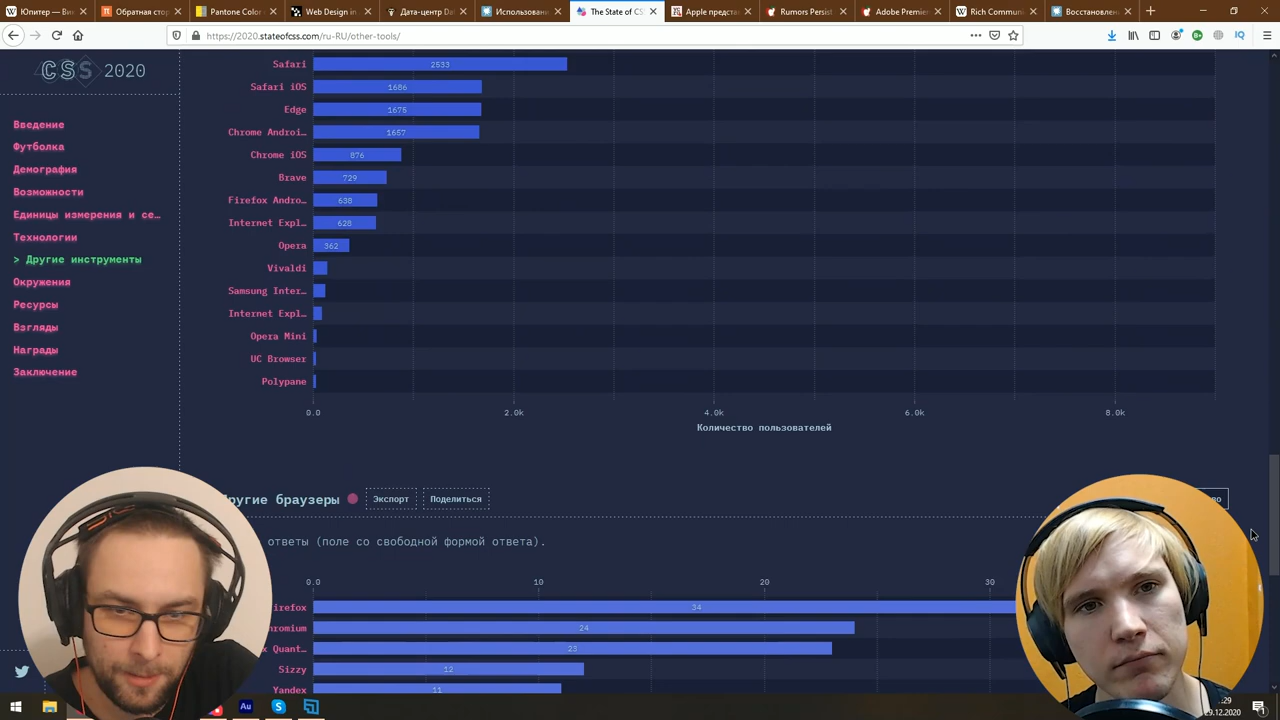 Юпитер — Вики
Обратная стор
Pantone Color
Web Design in
Дата-центр Da
Использовани
The State of CS
Apple предста
Rumors Persist
Adobe Premier
Rich Commun
Восстановлен
https://2020.stateofcss.com/ru-RU/other-tools/
CSS 2020
Введение
Футболка
Демография
Возможности
Единицы измерения и се…
Технологии
> Другие инструменты
Окружения
Ресурсы
Взгляды
Награды
Заключение
Safari 2533
Safari iOS 1686
Edge 1675
Chrome Androi… 1657
Chrome iOS 876
Brave 729
Firefox Andro… 638
Internet Expl… 628
Opera 362
Vivaldi
Samsung Inter…
Internet Expl…
Opera Mini
UC Browser
Polypane
0.0 2.0k 4.0k 6.0k 8.0k
Количество пользователей
другие браузеры Экспорт Поделиться
ответы (поле со свободной формой ответа).
0.0 10 20 30
irefox 34
hromium 24
x Quant… 23
Sizzy 12
Yandex 11
Au
29.12.2020